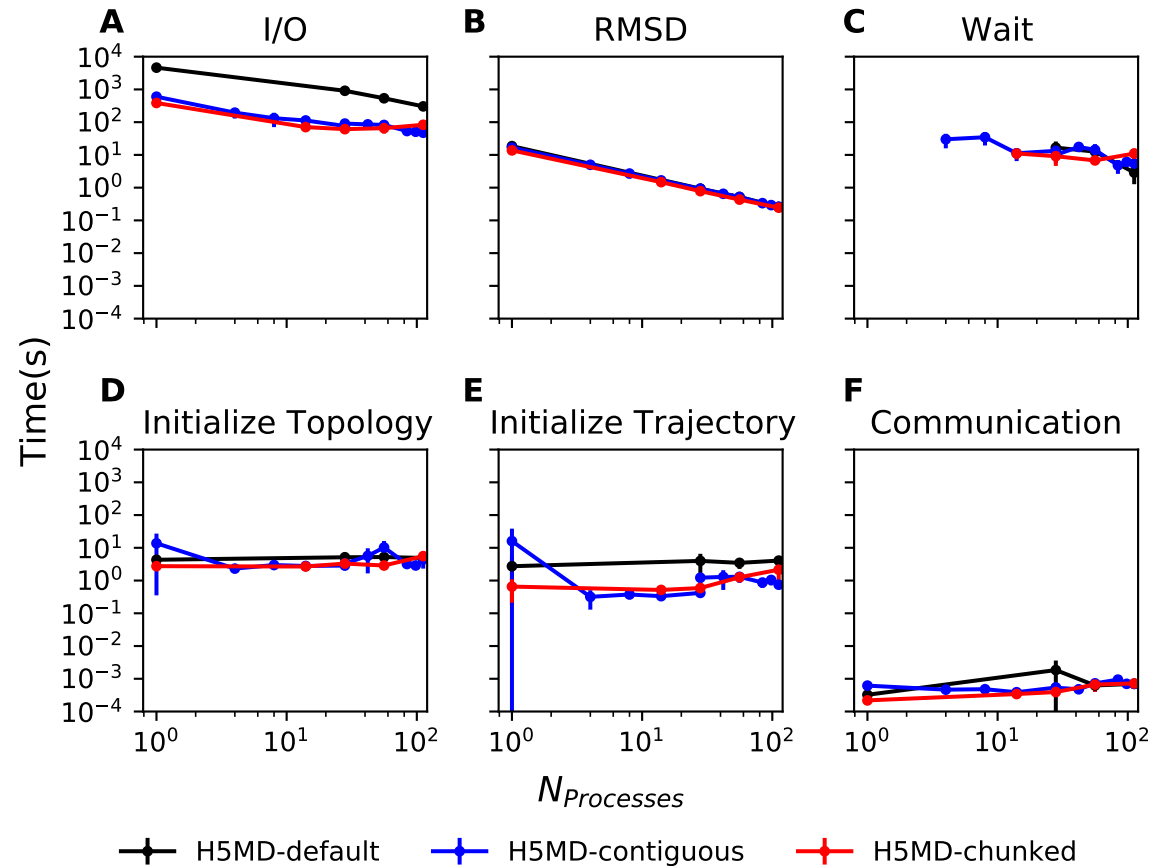 A
I/O
B
RMSD
C
Wait
10^4
10^3
10^2
10^1
10^0
10^-1
10^-2
10^-3
10^-4
D
Initialize Topology
E
Initialize Trajectory
F
Communication
Time(s)
10^4
10^3
10^2
10^1
10^0
10^-1
10^-2
10^-3
10^-4
10^0 10^1 10^2
10^0 10^1 10^2
10^0 10^1 10^2
N_Processes
H5MD-default H5MD-contiguous H5MD-chunked